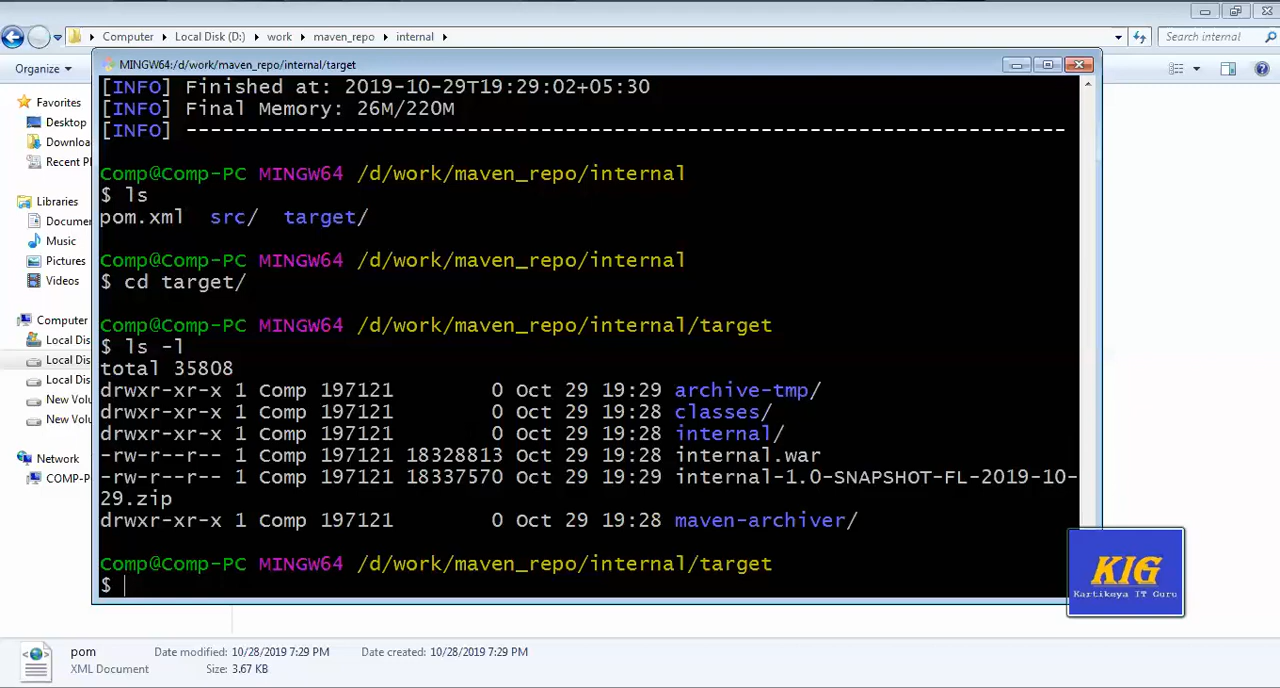 Computer ▸ Local Disk (D:) ▸ work ▸ maven_repo ▸ internal ▸
Search internal
Organize
MINGW64:/d/work/maven_repo/internal/target
Favorites
Desktop
Downloa
Recent Pl
Libraries
Documer
Music
Pictures
Videos
Computer
Local Dis
Local Dis
Local Dis
New Volu
New Volu
Network
COMP-P
[INFO] Finished at: 2019-10-29T19:29:02+05:30
[INFO] Final Memory: 26M/220M
[INFO] ------------------------------------------------------------------------
Comp@Comp-PC MINGW64 /d/work/maven_repo/internal
$ ls
pom.xml  src/  target/
Comp@Comp-PC MINGW64 /d/work/maven_repo/internal
$ cd target/
Comp@Comp-PC MINGW64 /d/work/maven_repo/internal/target
$ ls -l
total 35808
drwxr-xr-x 1 Comp 197121        0 Oct 29 19:29 archive-tmp/
drwxr-xr-x 1 Comp 197121        0 Oct 29 19:28 classes/
drwxr-xr-x 1 Comp 197121        0 Oct 29 19:28 internal/
-rw-r--r-- 1 Comp 197121 18328813 Oct 29 19:28 internal.war
-rw-r--r-- 1 Comp 197121 18337570 Oct 29 19:29 internal-1.0-SNAPSHOT-FL-2019-10-
29.zip
drwxr-xr-x 1 Comp 197121        0 Oct 29 19:28 maven-archiver/
Comp@Comp-PC MINGW64 /d/work/maven_repo/internal/target
$
KIG
Kartikeya IT Guru
pom Date modified: 10/28/2019 7:29 PM Date created: 10/28/2019 7:29 PM
XML Document Size: 3.67 KB